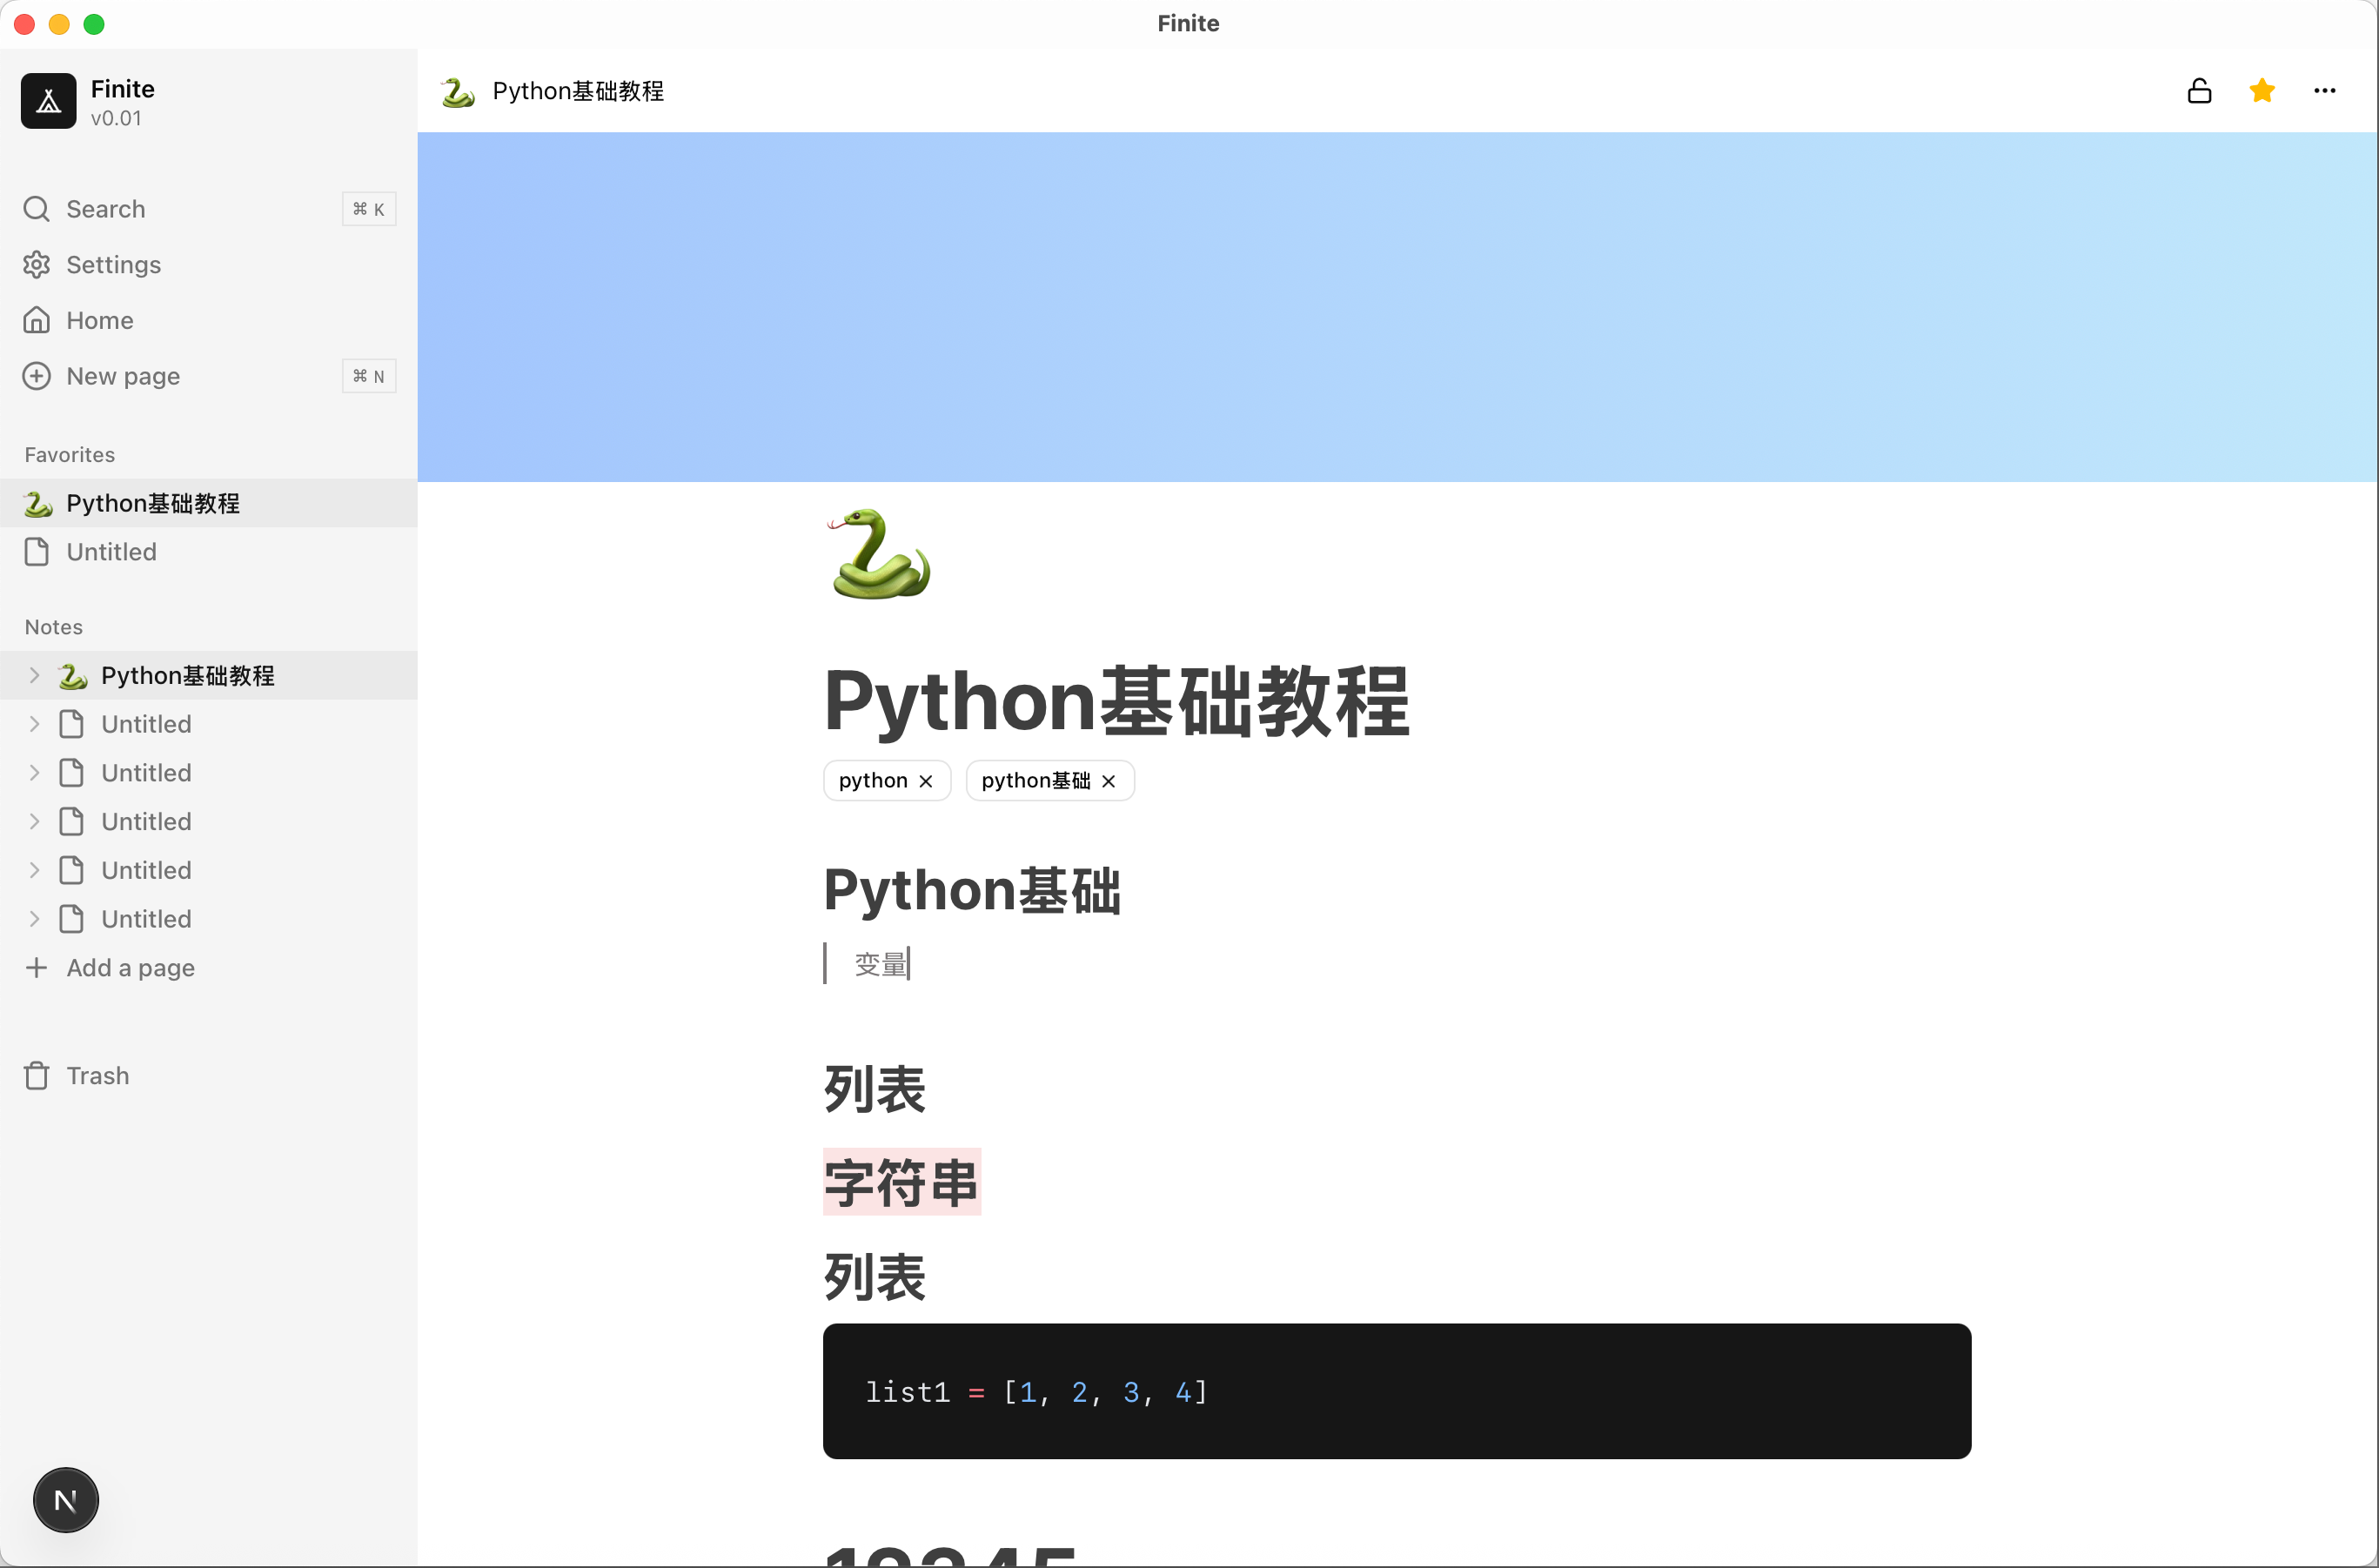 Finite
Finite
v0.01
Search
⌘ K
Settings
Home
New page
⌘ N
Favorites
Python基础教程
Untitled
Notes
Python基础教程
Untitled
Untitled
Untitled
Untitled
Untitled
Add a page
Trash
N
Python基础教程
Python基础教程
python
python基础
Python基础
变量
列表
字符串
列表
list1 = [1, 2, 3, 4]
12345